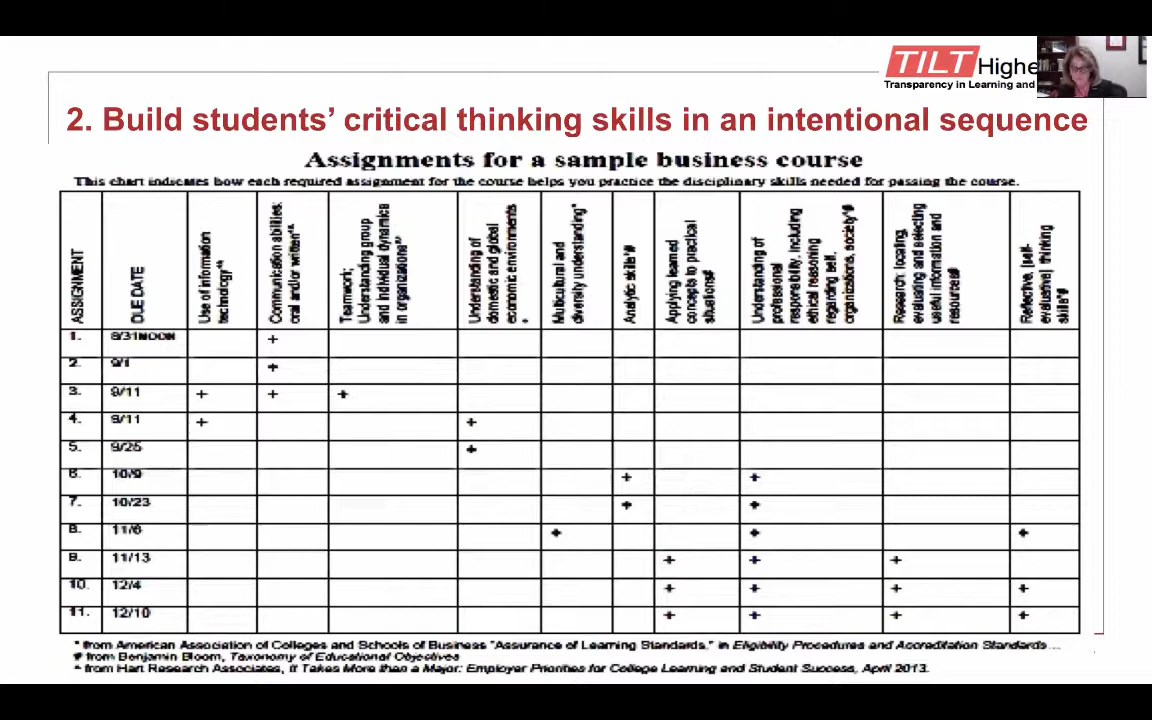 TILT Highe
Transparency in Learning and
2. Build students' critical thinking skills in an intentional sequence
Assignments for a sample business course
This chart indicates how each required assignment for the course helps you practice the disciplinary skills needed for passing the course.
ASSIGNMENT
DUE DATE
Use of information
technology
Communication abilities:
oral and/or written
Teamwork;
Understanding group
and individual dynamics
in organizations
Understanding of
domestic and global
economic environments
*
Multicultural and
diversity understanding*
Analytic skills
Applying learned
concepts to practical
situations#
Understanding of
professional
responsibility, including
ethical reasoning
regarding self,
organizations, society
Research: locating,
evaluating and selecting
useful information and
resources#
Reflective, [self-
evaluative] thinking
skills
1. 8/31 NOON +
2. 9/1 +
3. 9/11 + + +
4. + +
5. 9/25 +
6. 10/9 + +
7. 10/23 + +
8. 11/6 + + +
9. 11/13 + + +
10. 12/4 + + + +
11. 12/10 + + + +
* from American Association of Colleges and Schools of Business "Assurance of Learning Standards," in Eligibility Procedures and Accreditation Standards ...
# from Benjamin Bloom, Taxonomy of Educational Objectives
from Hart Research Associates, It Takes More than a Major: Employer Priorities for College Learning and Student Success, April 2013.